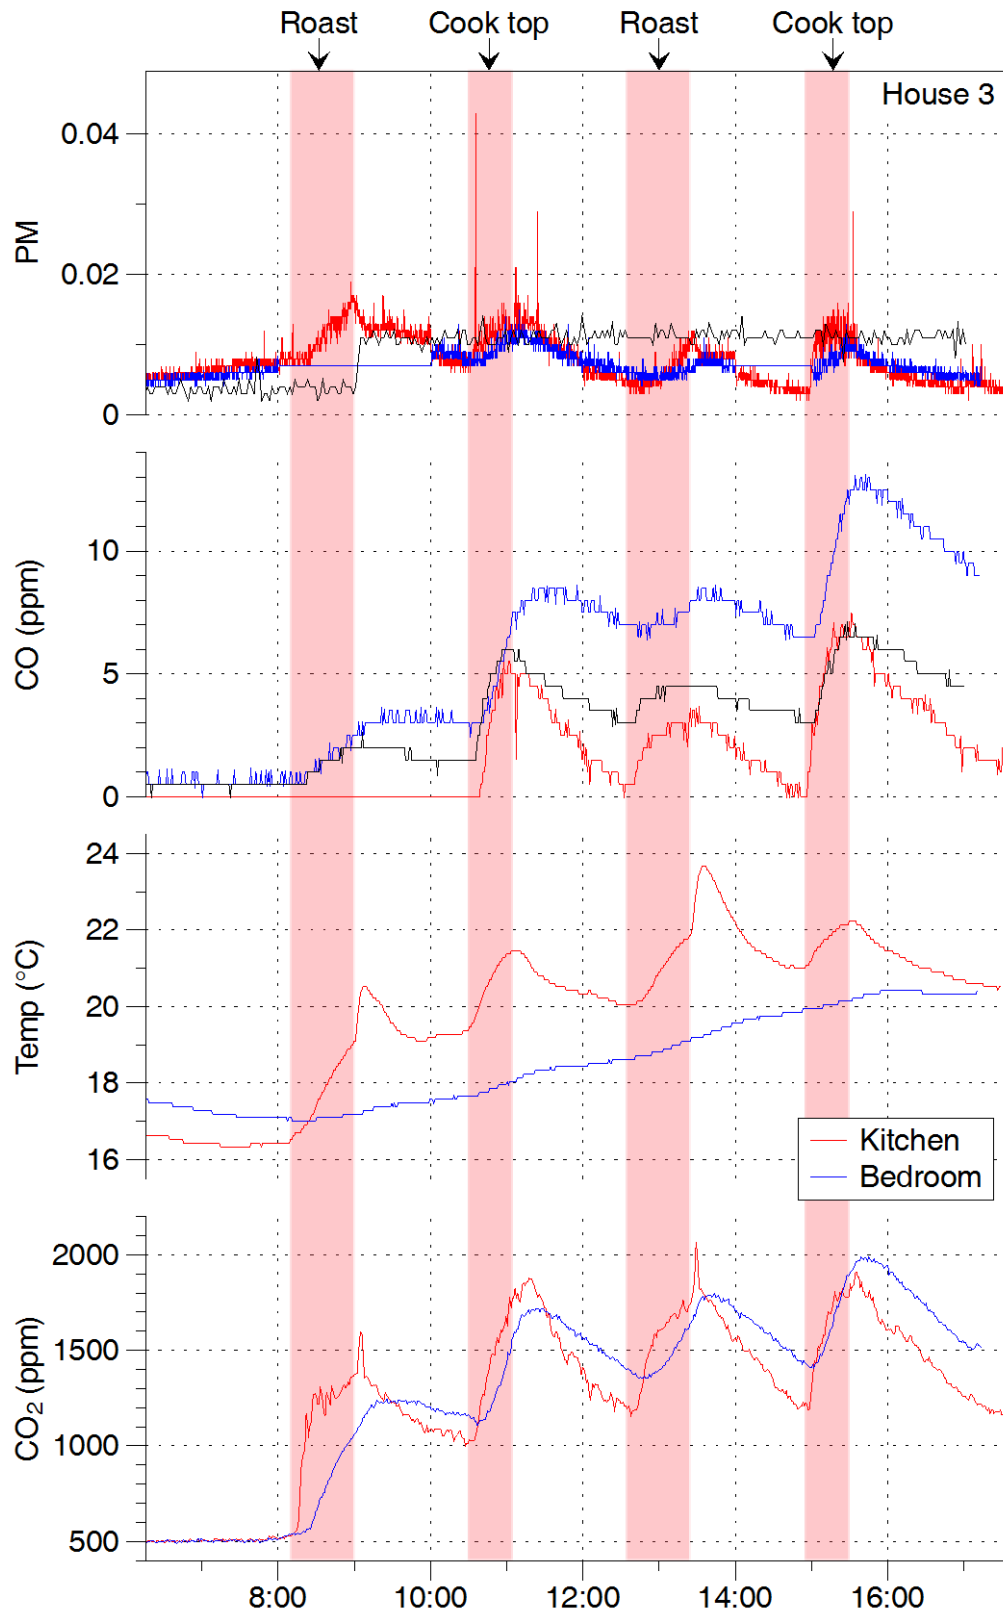 Roast Cook top Roast Cook top
House 3
0.04
0.02
0
PM
10
5
0
CO (ppm)
24
22
20
18
16
Temp (°C)
Kitchen
Bedroom
2000
1500
1000
500
CO₂ (ppm)
8:00 10:00 12:00 14:00 16:00